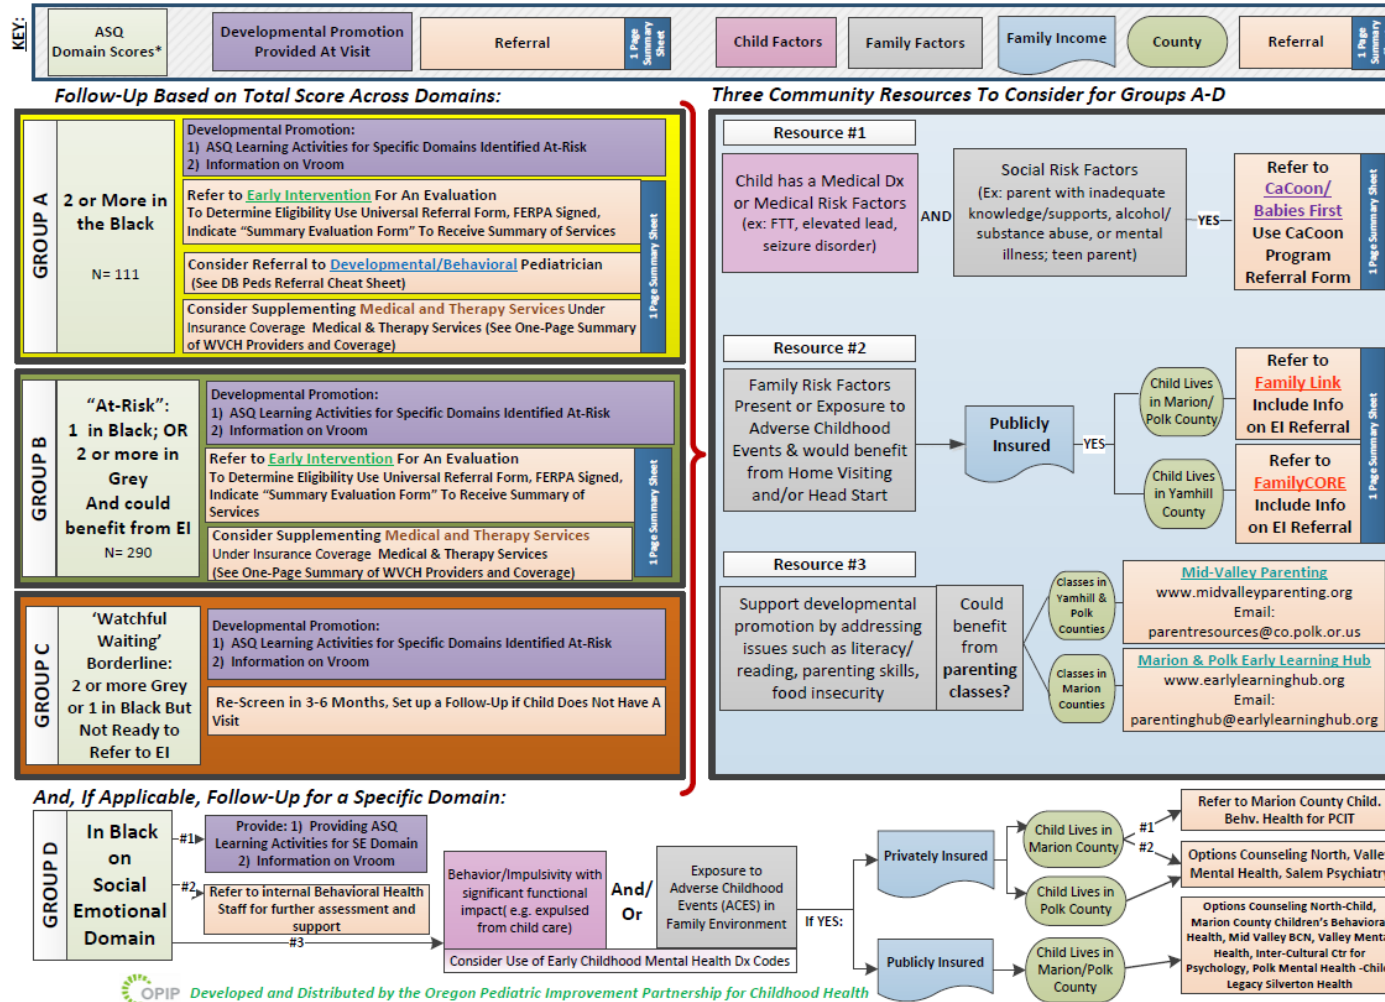 KEY:
ASQ
Domain Scores*
Developmental Promotion
Provided At Visit
Referral
1 Page
Summary
Sheet
Child Factors
Family Factors
Family Income
County
Referral
1 Page
Summary
Follow-Up Based on Total Score Across Domains:
GROUP A
2 or More in
the Black
N= 111
Developmental Promotion:
1) ASQ Learning Activities for Specific Domains Identified At-Risk
2) Information on Vroom
Refer to Early Intervention For An Evaluation
To Determine Eligibility Use Universal Referral Form, FERPA Signed,
Indicate “Summary Evaluation Form” To Receive Summary of Services
Consider Referral to Developmental/Behavioral Pediatrician
(See DB Peds Referral Cheat Sheet)
Consider Supplementing Medical and Therapy Services Under
Insurance Coverage Medical & Therapy Services (See One-Page Summary
of WVCH Providers and Coverage)
1 Page Summary Sheet
GROUP B
“At-Risk”:
1 in Black; OR
2 or more in
Grey
And could
benefit from EI
N= 290
Developmental Promotion:
1) ASQ Learning Activities for Specific Domains Identified At-Risk
2) Information on Vroom
Refer to Early Intervention For An Evaluation
To Determine Eligibility Use Universal Referral Form, FERPA Signed,
Indicate “Summary Evaluation Form” To Receive Summary of
Services
Consider Supplementing Medical and Therapy Services
Under Insurance Coverage Medical & Therapy Services
(See One-Page Summary of WVCH Providers and Coverage)
1 Page Summary Sheet
GROUP C
‘Watchful
Waiting’
Borderline:
2 or more Grey
or 1 in Black But
Not Ready to
Refer to EI
Developmental Promotion:
1) ASQ Learning Activities for Specific Domains Identified At-Risk
2) Information on Vroom
Re-Screen in 3-6 Months, Set up a Follow-Up if Child Does Not Have A
Visit
Three Community Resources To Consider for Groups A-D
Resource #1
Child has a Medical Dx
or Medical Risk Factors
(ex: FTT, elevated lead,
seizure disorder)
AND
Social Risk Factors
(Ex: parent with inadequate
knowledge/supports, alcohol/
substance abuse, or mental
illness; teen parent)
YES
Refer to
CaCoon/
Babies First
Use CaCoon
Program
Referral Form
1 Page Summary Sheet
Resource #2
Family Risk Factors
Present or Exposure to
Adverse Childhood
Events & would benefit
from Home Visiting
and/or Head Start
Publicly
Insured
YES
Child Lives
in Marion/
Polk County
Refer to
Family Link
Include Info
on EI Referral
Child Lives
in Yamhill
County
Refer to
FamilyCORE
Include Info
on EI Referral
1 Page Summary Sheet
Resource #3
Support developmental
promotion by addressing
issues such as literacy/
reading, parenting skills,
food insecurity
Could
benefit
from
parenting
classes?
Classes in
Yamhill &
Polk
Counties
Mid-Valley Parenting
www.midvalleyparenting.org
Email:
parentresources@co.polk.or.us
Classes in
Marion
Counties
Marion & Polk Early Learning Hub
www.earlylearninghub.org
Email:
parentinghub@earlylearninghub.org
And, If Applicable, Follow-Up for a Specific Domain:
GROUP D
In Black
on
Social
Emotional
Domain
#1
Provide: 1) Providing ASQ
Learning Activities for SE Domain
2) Information on Vroom
#2
Refer to internal Behavioral Health
Staff for further assessment and
support
#3
Behavior/Impulsivity with
significant functional
impact( e.g. expulsed
from child care)
And/
Or
Exposure to
Adverse Childhood
Events (ACES) in
Family Environment
Consider Use of Early Childhood Mental Health Dx Codes
If YES:
Privately Insured
Child Lives in
Marion County
#1
#2
Refer to Marion County Child.
Behv. Health for PCIT
Child Lives in
Polk County
Options Counseling North, Valley
Mental Health, Salem Psychiatry
Publicly Insured
Child Lives in
Marion/Polk
County
Options Counseling North-Child,
Marion County Children’s Behaviora
Health, Mid Valley BCN, Valley Menta
Health, Inter-Cultural Ctr for
Psychology, Polk Mental Health -Child
Legacy Silverton Health
OPIP Developed and Distributed by the Oregon Pediatric Improvement Partnership for Childhood Health